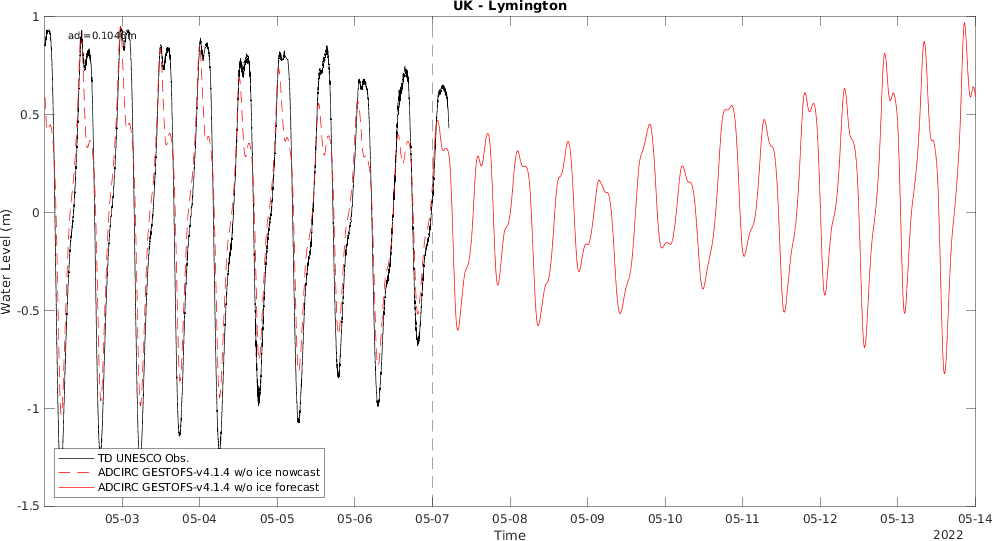 UK - Lymington
adj=0.1046m
Water Level (m)
1
0.5
0
-0.5
-1
-1.5
TD UNESCO Obs.
ADCIRC GESTOFS-v4.1.4 w/o ice nowcast
ADCIRC GESTOFS-v4.1.4 w/o ice forecast
05-03 05-04 05-05 05-06 05-07 05-08 05-09 05-10 05-11 05-12 05-13 05-14
Time
2022